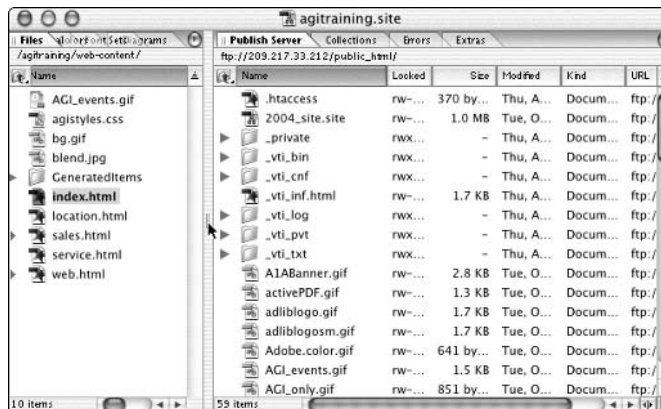 agitraining.site
Files
Publish Server Collections Errors Extras
/agitraining/web-content/
ftp://209.217.33.212/public_html/
Name
Name Locked Size Modified Kind URL
AGI_events.gif
agistyles.css
bg.gif
blend.jpg
GeneratedItems
index.html
location.html
sales.html
service.html
web.html
.htaccess rw-... 370 by... Thu, A... Docum... ftp:/
2004_site.site rw-... 1.0 MB Tue, O... Docum... ftp:/
_private rwx... - Thu, A... Docum... ftp:/
_vti_bin rwx... - Thu, A... Docum... ftp:/
_vti_cnf rwx... - Thu, A... Docum... ftp:/
_vti_inf.html rw-... 1.7 KB Thu, A... Docum... ftp:/
_vti_log rwx... - Thu, A... Docum... ftp:/
_vti_pvt rwx... - Thu, A... Docum... ftp:/
_vti_txt rwx... - Thu, A... Docum... ftp:/
A1ABanner.gif rw-... 2.8 KB Tue, O... Docum... ftp:/
activePDF.gif rw-... 1.3 KB Tue, O... Docum... ftp:/
adliblogo.gif rw-... 1.7 KB Tue, O... Docum... ftp:/
adliblogosm.gif rw-... 1.7 KB Tue, O... Docum... ftp:/
Adobe.color.gif rw-... 641 by... Tue, O... Docum... ftp:/
AGI_events.gif rw-... 1.5 KB Tue, O... Docum... ftp:/
AGI_only.gif rw-... 851 by... Tue, O... Docum... ftp:/
10 items
59 items